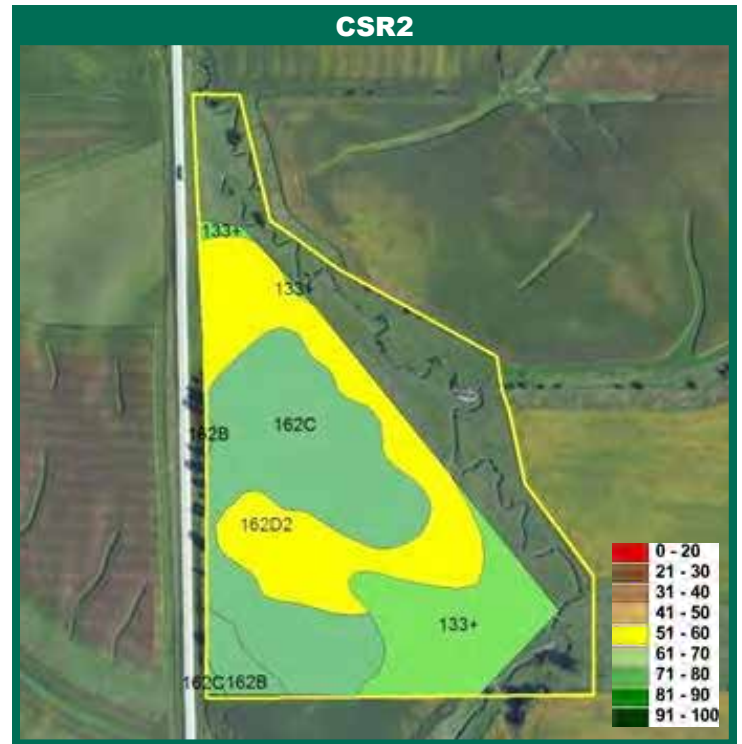 CSR2
133+
133+
162B
162C
162D2
133+
162C162B
0 - 20
21 - 30
31 - 40
41 - 50
51 - 60
61 - 70
71 - 80
81 - 90
91 - 100